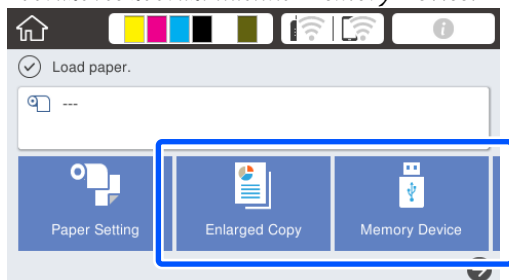 Load paper.
---
Paper Setting
Enlarged Copy
Memory Device